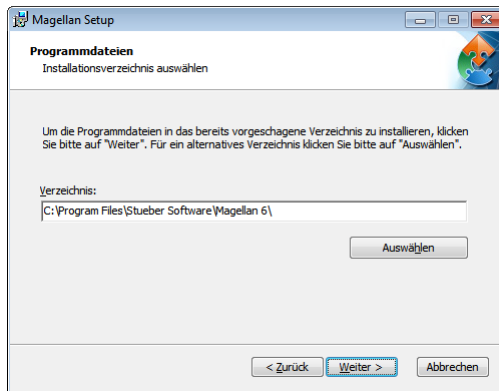 Magellan Setup
Programmdateien
Installationsverzeichnis auswählen
Um die Programmdateien in das bereits vorgeschagene Verzeichnis zu installieren, klicken
Sie bitte auf "Weiter". Für ein alternatives Verzeichnis klicken Sie bitte auf "Auswählen".
Verzeichnis:
C:\Program Files\Stueber Software\Magellan 6\
Auswählen
< Zurück
Weiter >
Abbrechen